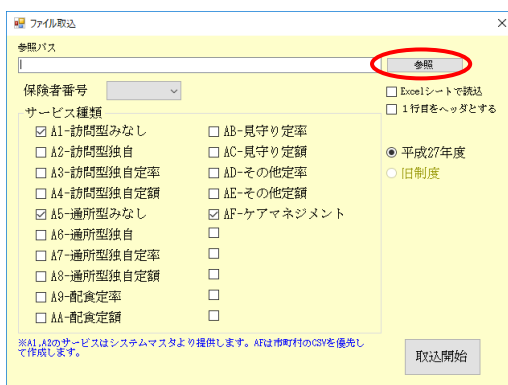 ファイル取込
参照パス
参照
保険者番号
Excelシートで読込
1行目をヘッダとする
サービス種類
A1-訪問型みなし
AB-見守り定率
A2-訪問型独自
AC-見守り定額
平成27年度
A3-訪問型独自定率
AD-その他定率
旧制度
A4-訪問型独自定額
AE-その他定額
A5-通所型みなし
AF-ケアマネジメント
A6-通所型独自
A7-通所型独自定率
A8-通所型独自定額
A9-配食定率
AA-配食定額
※A1,A2のサービスはシステムマスタより提供します。AFは市町村のCSVを優先し
て作成します。
取込開始